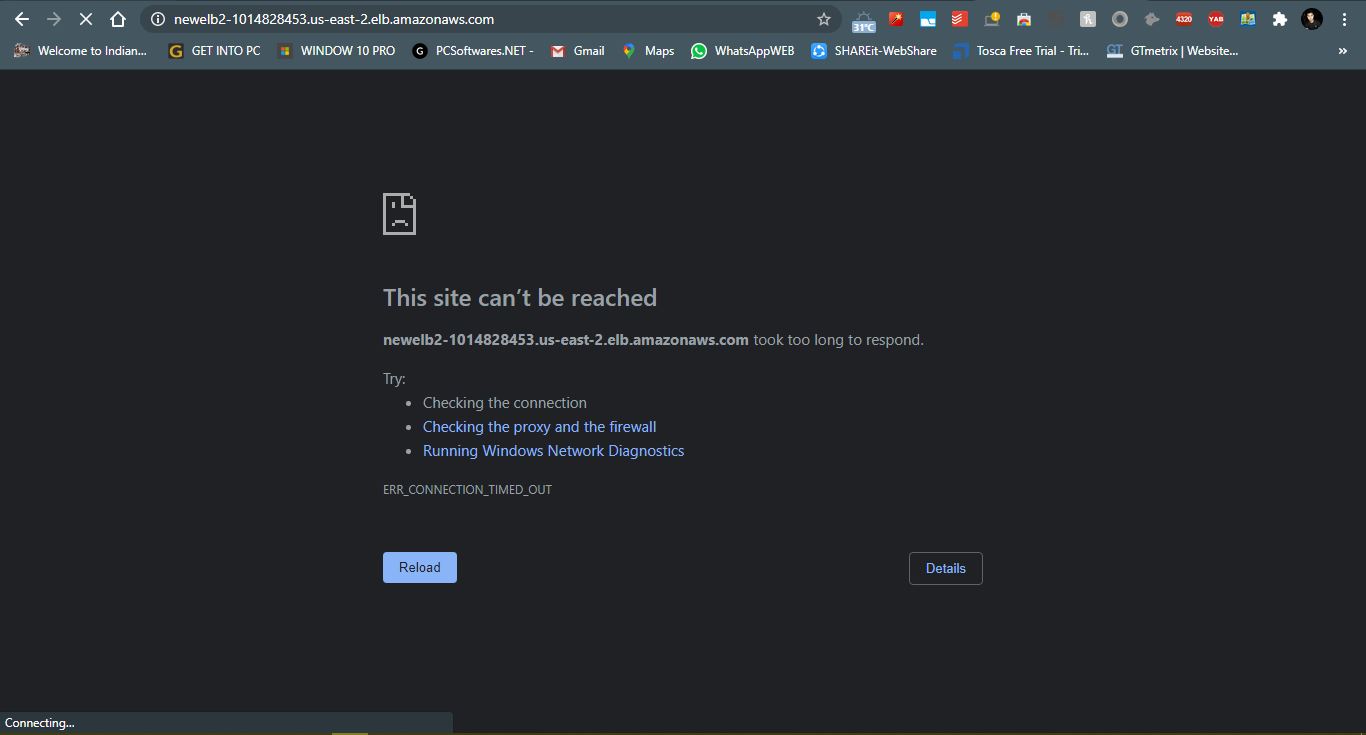 newelb2-1014828453.us-east-2.elb.amazonaws.com
31°C
4320
YAB
Welcome to Indian...
G GET INTO PC
WINDOW 10 PRO
G PCSoftwares.NET -
Gmail
Maps
WhatsAppWEB
SHAREit-WebShare
Tosca Free Trial - Tri...
GT GTmetrix | Website...
»
This site can’t be reached
newelb2-1014828453.us-east-2.elb.amazonaws.com took too long to respond.
Try:
• Checking the connection
• Checking the proxy and the firewall
• Running Windows Network Diagnostics
ERR_CONNECTION_TIMED_OUT
Reload
Details
Connecting...